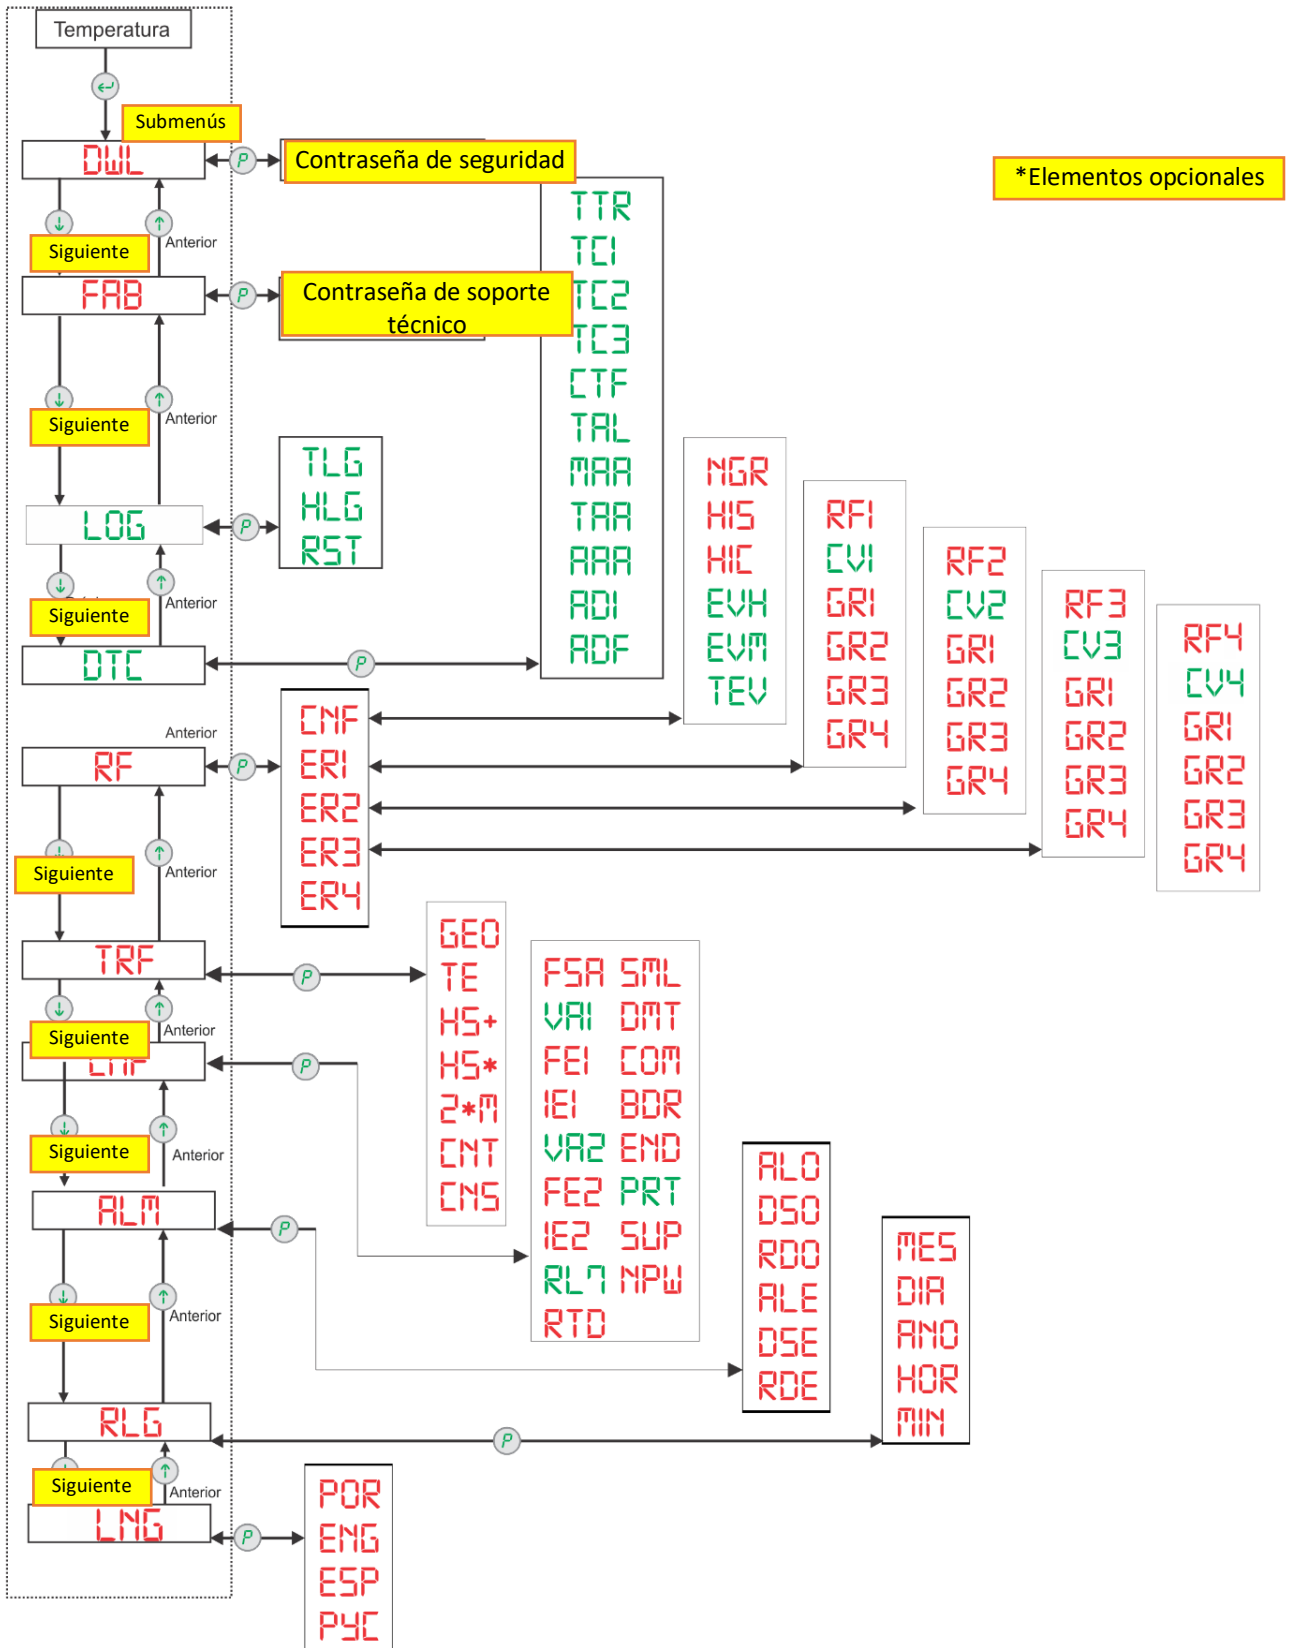 Temperatura
Submenús
DWL
P
Contraseña de seguridad
*Elementos opcionales
Siguiente
Anterior
FAB
P
Contraseña de soporte
técnico
Siguiente
Anterior
LOG
P
TLG
HLG
RST
Siguiente
Anterior
DTC
P
TTR
TC1
TC2
TC3
CTF
TAL
MAA
TAA
AAA
ADI
ADF
Anterior
RF
P
CNF
ER1
ER2
ER3
ER4
NGR
HIS
HIC
EVH
EVM
TEV
RF1
CV1
GR1
GR2
GR3
GR4
RF2
CV2
GR1
GR2
GR3
GR4
RF3
CV3
GR1
GR2
GR3
GR4
RF4
CV4
GR1
GR2
GR3
GR4
Siguiente
Anterior
TRF
P
GEO
TE
HS+
HS*
2*M
CNT
CNS
Siguiente
Anterior
CNF
P
FSA SML
VA1 DMT
FE1 COM
IE1 BDR
VA2 END
FE2 PRT
IE2 SUP
RL7 NPW
RTD
Siguiente
Anterior
ALM
P
ALO
DSO
RDO
ALE
DSE
RDE
Siguiente
Anterior
RLG
P
MES
DIA
ANO
HOR
MIN
Siguiente
Anterior
LNG
P
POR
ENG
ESP
PYC